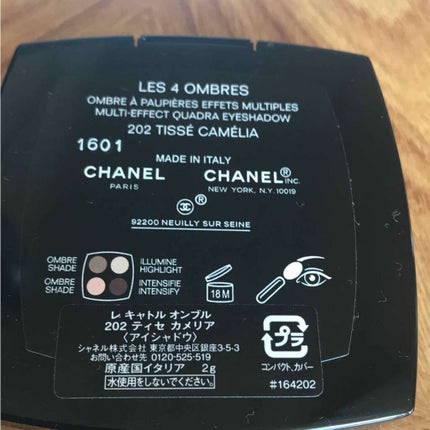 LES 4 OMBRES
OMBRE À PAUPIÈRES EFFETS MULTIPLES
MULTI-EFFECT QUADRA EYESHADOW
202 TISSÉ CAMÉLIA
1601
MADE IN ITALY
CHANEL CHANEL® INC.
PARIS NEW YORK, N.Y. 10019
®
92200 NEUILLY SUR SEINE
OMBRE ILLUMINE
SHADE HIGHLIGHT
OMBRE INTENSIFIE
SHADE INTENSIFY
18 M
レ キャトル オンブル
202 ティセ カメリア
〈アイシャドウ〉
シャネル株式会社 東京都中央区銀座3-5-3
お問い合わせ先 0120-525-519
原産国イタリア 2g
水使用をしないでください。
プラ
コンパクト,カバー
#164202